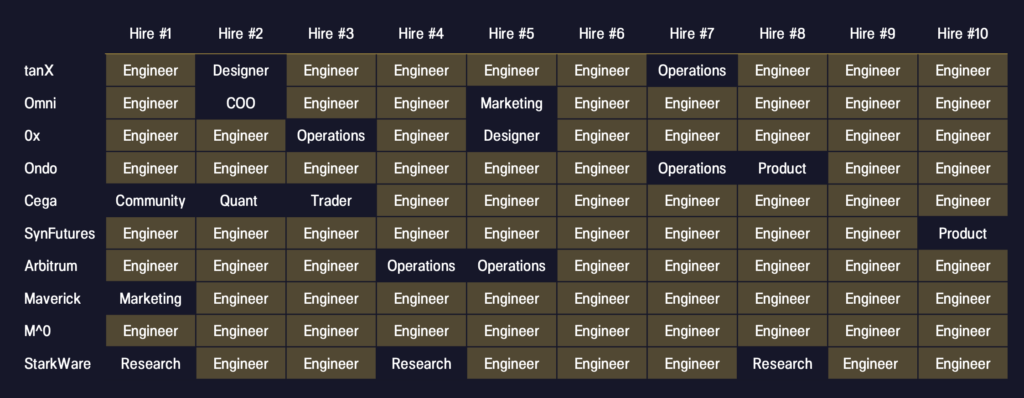 Hire #1 Hire #2 Hire #3 Hire #4 Hire #5 Hire #6 Hire #7 Hire #8 Hire #9 Hire #10
tanX Engineer Designer Engineer Engineer Engineer Engineer Operations Engineer Engineer Engineer
Omni Engineer COO Engineer Engineer Marketing Engineer Engineer Engineer Engineer Engineer
0x Engineer Engineer Operations Engineer Designer Engineer Engineer Engineer Engineer Engineer
Ondo Engineer Engineer Engineer Engineer Engineer Engineer Operations Product Engineer Engineer
Cega Community Quant Trader Engineer Engineer Engineer Engineer Engineer Engineer Engineer
SynFutures Engineer Engineer Engineer Engineer Engineer Engineer Engineer Engineer Engineer Product
Arbitrum Engineer Engineer Engineer Operations Operations Engineer Engineer Engineer Engineer Engineer
Maverick Marketing Engineer Engineer Engineer Engineer Engineer Engineer Engineer Engineer Engineer
M^0 Engineer Engineer Engineer Engineer Engineer Engineer Engineer Engineer Engineer Engineer
StarkWare Research Engineer Engineer Research Engineer Engineer Engineer Research Engineer Engineer